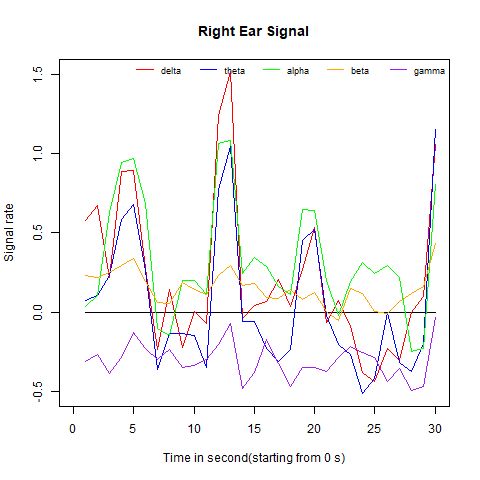 Right Ear Signal
delta theta alpha beta gamma
Signal rate
1.5
1.0
0.5
0.0
-0.5
0 5 10 15 20 25 30
Time in second(starting from 0 s)